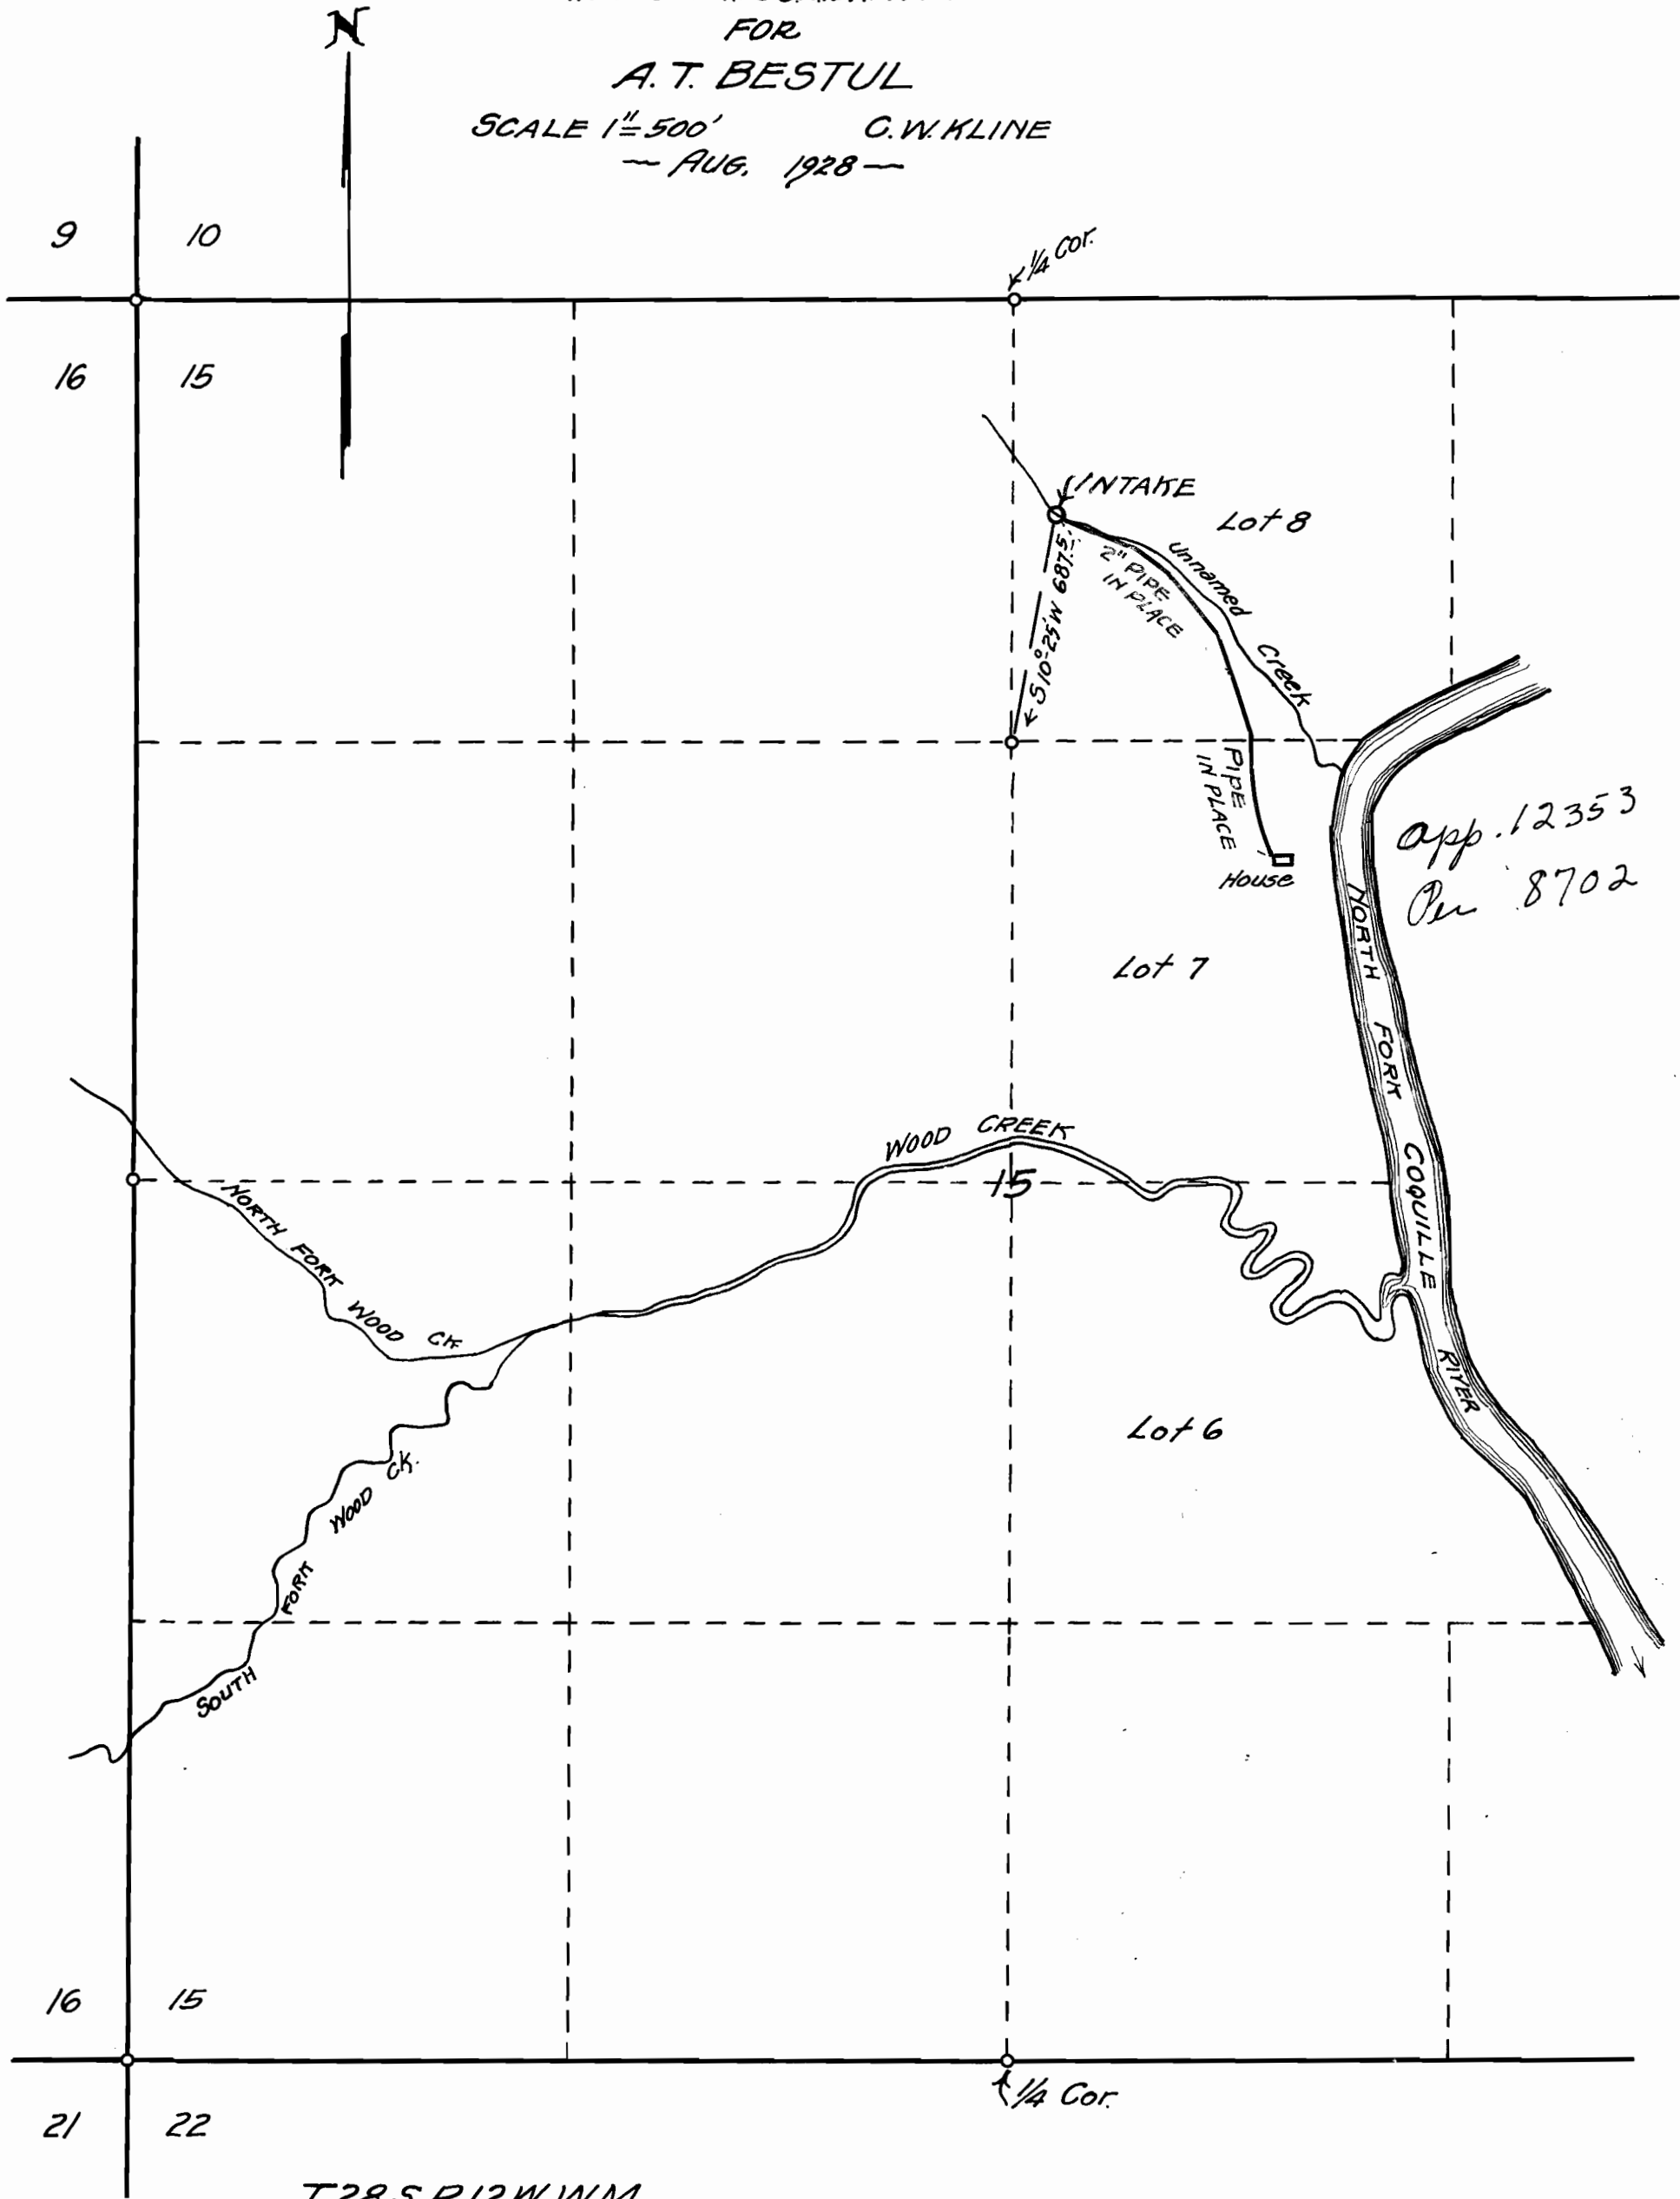 N
FOR
A.T. BESTUL
SCALE 1"=500' C.W. KLINE
— AUG. 1928 —
9 10
1/4 Cor.
16 15
INTAKE
Lot 8
S 10°-25'W 687.5'
2" PIPE
IN PLACE
Unnamed Creek
PIPE
IN PLACE
House
App. 12353
Per 8702
Lot 7
NORTH FORK COQUILLE RIVER
WOOD CREEK
15
NORTH FORK WOOD CK
Lot 6
SOUTH FORK WOOD CK.
16 15
1/4 Cor.
21 22
T.28.S.R.12.W.W.M.